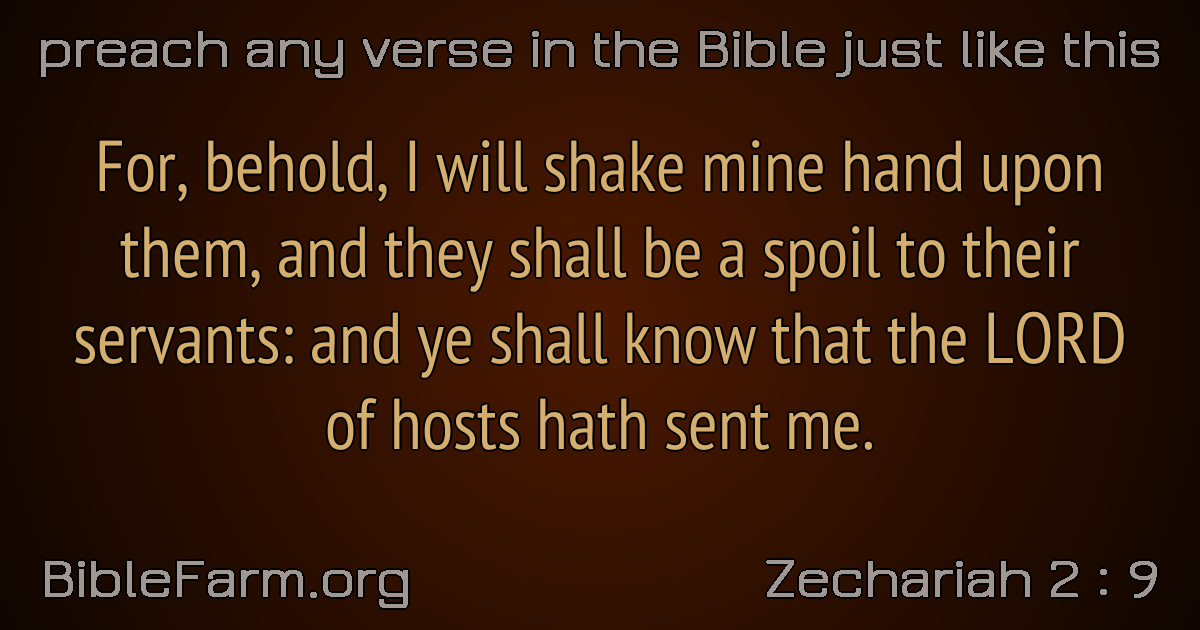 preach any verse in the Bible just like this
For, behold, I will shake mine hand upon
them, and they shall be a spoil to their
servants: and ye shall know that the LORD
of hosts hath sent me.
BibleFarm.org
Zechariah 2 : 9